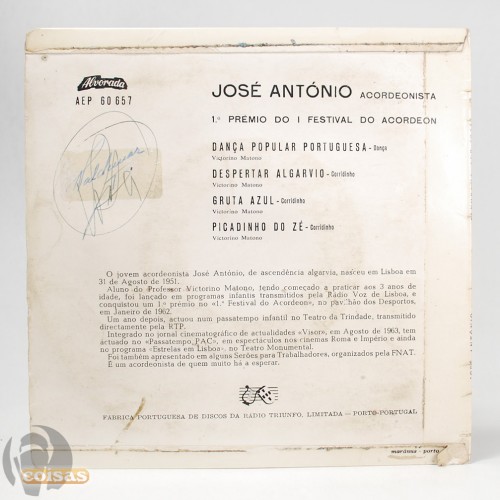 Alvorada
AEP 60 657
JOSÉ ANTÓNIO ACORDEONISTA
1.º PRÉMIO DO I FESTIVAL DO ACORDEON
DANÇA POPULAR PORTUGUESA - Dança
Victorino Matono
DESPERTAR ALGARVIO - Corridinho
Victorino Matono
GRUTA AZUL - Corridinho
Victorino Matono
PICADINHO DO ZÉ - Corridinho
Victorino Matono
O jovem acordeonista José António, de ascendência algarvia, nasceu em Lisboa em
31 de Agosto de 1951.
Aluno do Professor Victorino Matono, tendo começado a praticar aos 3 anos de
idade, foi lançado em programas infantis transmitidos pela Rádio Voz de Lisboa, e
conquistou um 1.º prémio no «1.º Festival do Acordeon», no pavilhão dos Desportos,
em Janeiro de 1962.
Um ano depois, actuou num passatempo infantil no Teatro da Trindade, transmitido
directamente pela RTP.
Integrado no jornal cinematográfico de actualidades «Visor», em Agosto de 1963, tem
actuado no «Passatempo PAC», em espectáculos nos cinemas Roma e Império e ainda
no programa «Estrelas em Lisboa», no Teatro Monumental.
Foi também apresentado em alguns Serões para Trabalhadores, organizados pela FNAT.
É um acordeonista de quem muito há a esperar.
FÁBRICA PORTUGUESA DE DISCOS DA RÁDIO TRIUNFO, LIMITADA — PORTO-PORTUGAL
coisas